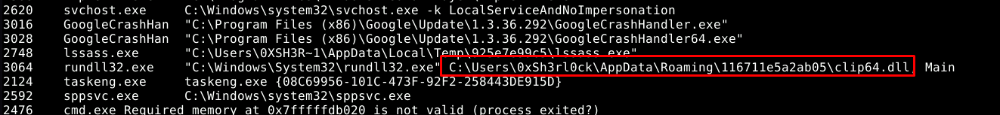 2620 svchost.exe C:\Windows\system32\svchost.exe -k LocalServiceAndNoImpersonation
3016 GoogleCrashHan "C:\Program Files (x86)\Google\Update\1.3.36.292\GoogleCrashHandler.exe"
3028 GoogleCrashHan "C:\Program Files (x86)\Google\Update\1.3.36.292\GoogleCrashHandler64.exe"
2748 lssass.exe "C:\Users\0XSH3R~1\AppData\Local\Temp\925e7e99c5\lssass.exe"
3064 rundll32.exe "C:\Windows\System32\rundll32.exe" C:\Users\0xSh3rl0ck\AppData\Roaming\116711e5a2ab05\clip64.dll, Main
2124 taskeng.exe taskeng.exe {08C69956-101C-473F-92F2-258443DE915D}
2592 sppsvc.exe C:\Windows\system32\sppsvc.exe
2476 cmd.exe Required memory at 0x7fffffdb020 is not valid (process exited?)